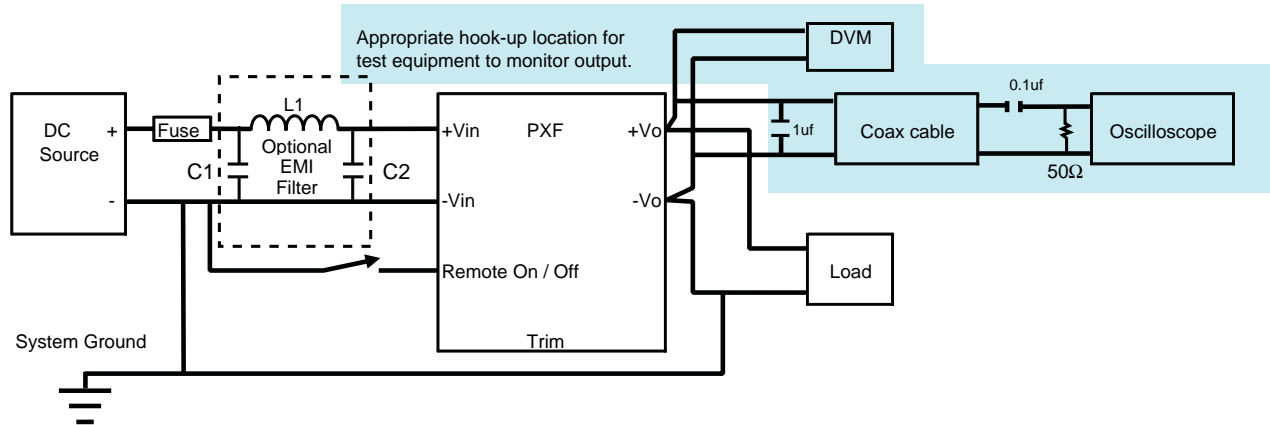 Appropriate hook-up location for
test equipment to monitor output.
DVM
DC
Source
+
-
Fuse
L1
Optional
EMI
Filter
C1
C2
+Vin
PXF
+Vo
-Vin
-Vo
Remote On / Off
Trim
1uf
Coax cable
0.1uf
50Ω
Oscilloscope
Load
System Ground